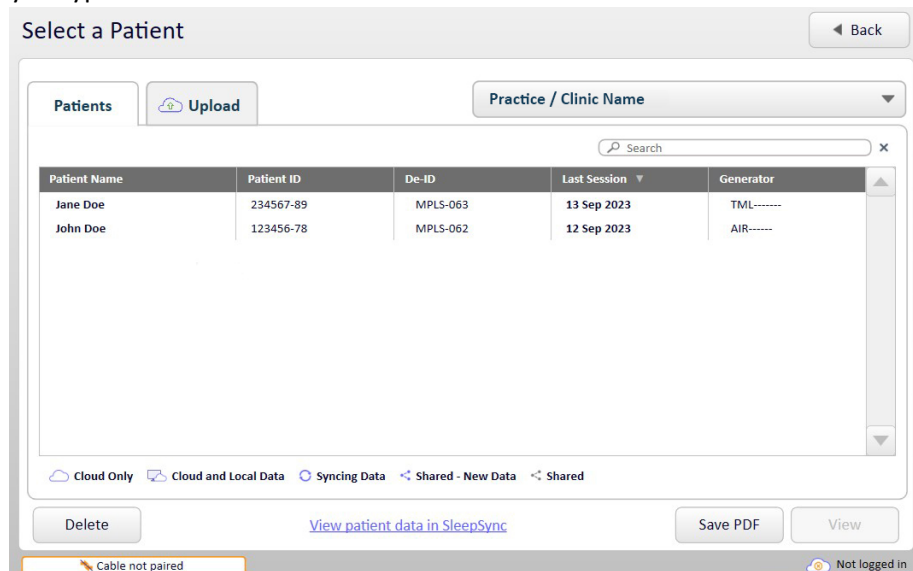 Select a Patient
Back
Patients
Upload
Practice / Clinic Name
Search
Patient Name Patient ID De-ID Last Session Generator
Jane Doe 234567-89 MPLS-063 13 Sep 2023 TML-------
John Doe 123456-78 MPLS-062 12 Sep 2023 AIR------
Cloud Only Cloud and Local Data Syncing Data Shared - New Data Shared
Delete
View patient data in SleepSync
Save PDF
View
Cable not paired
Not logged in